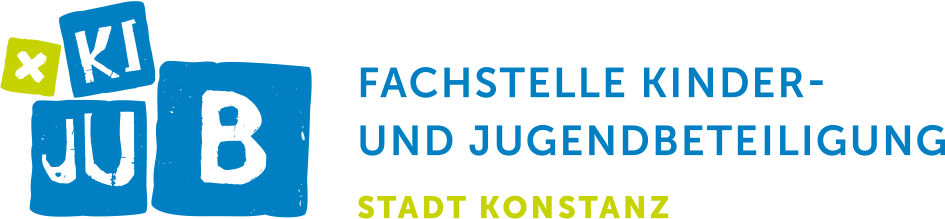 x KI
JU B
FACHSTELLE KINDER-
UND JUGENDBETEILIGUNG
STADT KONSTANZ